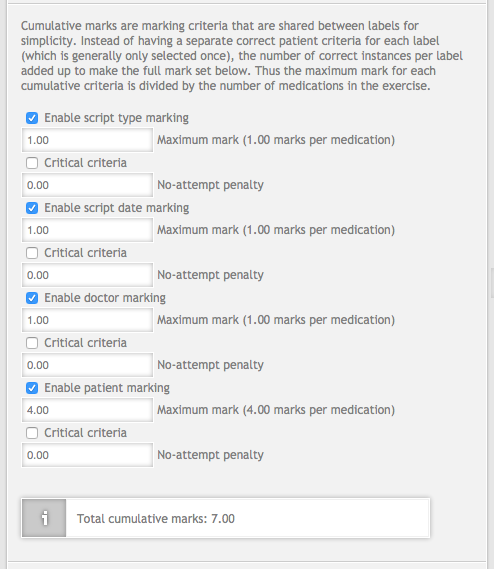 Cumulative marks are marking criteria that are shared between labels for
simplicity. Instead of having a separate correct patient criteria for each label
(which is generally only selected once), the number of correct instances per label
added up to make the full mark set below. Thus the maximum mark for each
cumulative criteria is divided by the number of medications in the exercise.
Enable script type marking
1.00 Maximum mark (1.00 marks per medication)
Critical criteria
0.00 No-attempt penalty
Enable script date marking
1.00 Maximum mark (1.00 marks per medication)
Critical criteria
0.00 No-attempt penalty
Enable doctor marking
1.00 Maximum mark (1.00 marks per medication)
Critical criteria
0.00 No-attempt penalty
Enable patient marking
4.00 Maximum mark (4.00 marks per medication)
Critical criteria
0.00 No-attempt penalty
i Total cumulative marks: 7.00